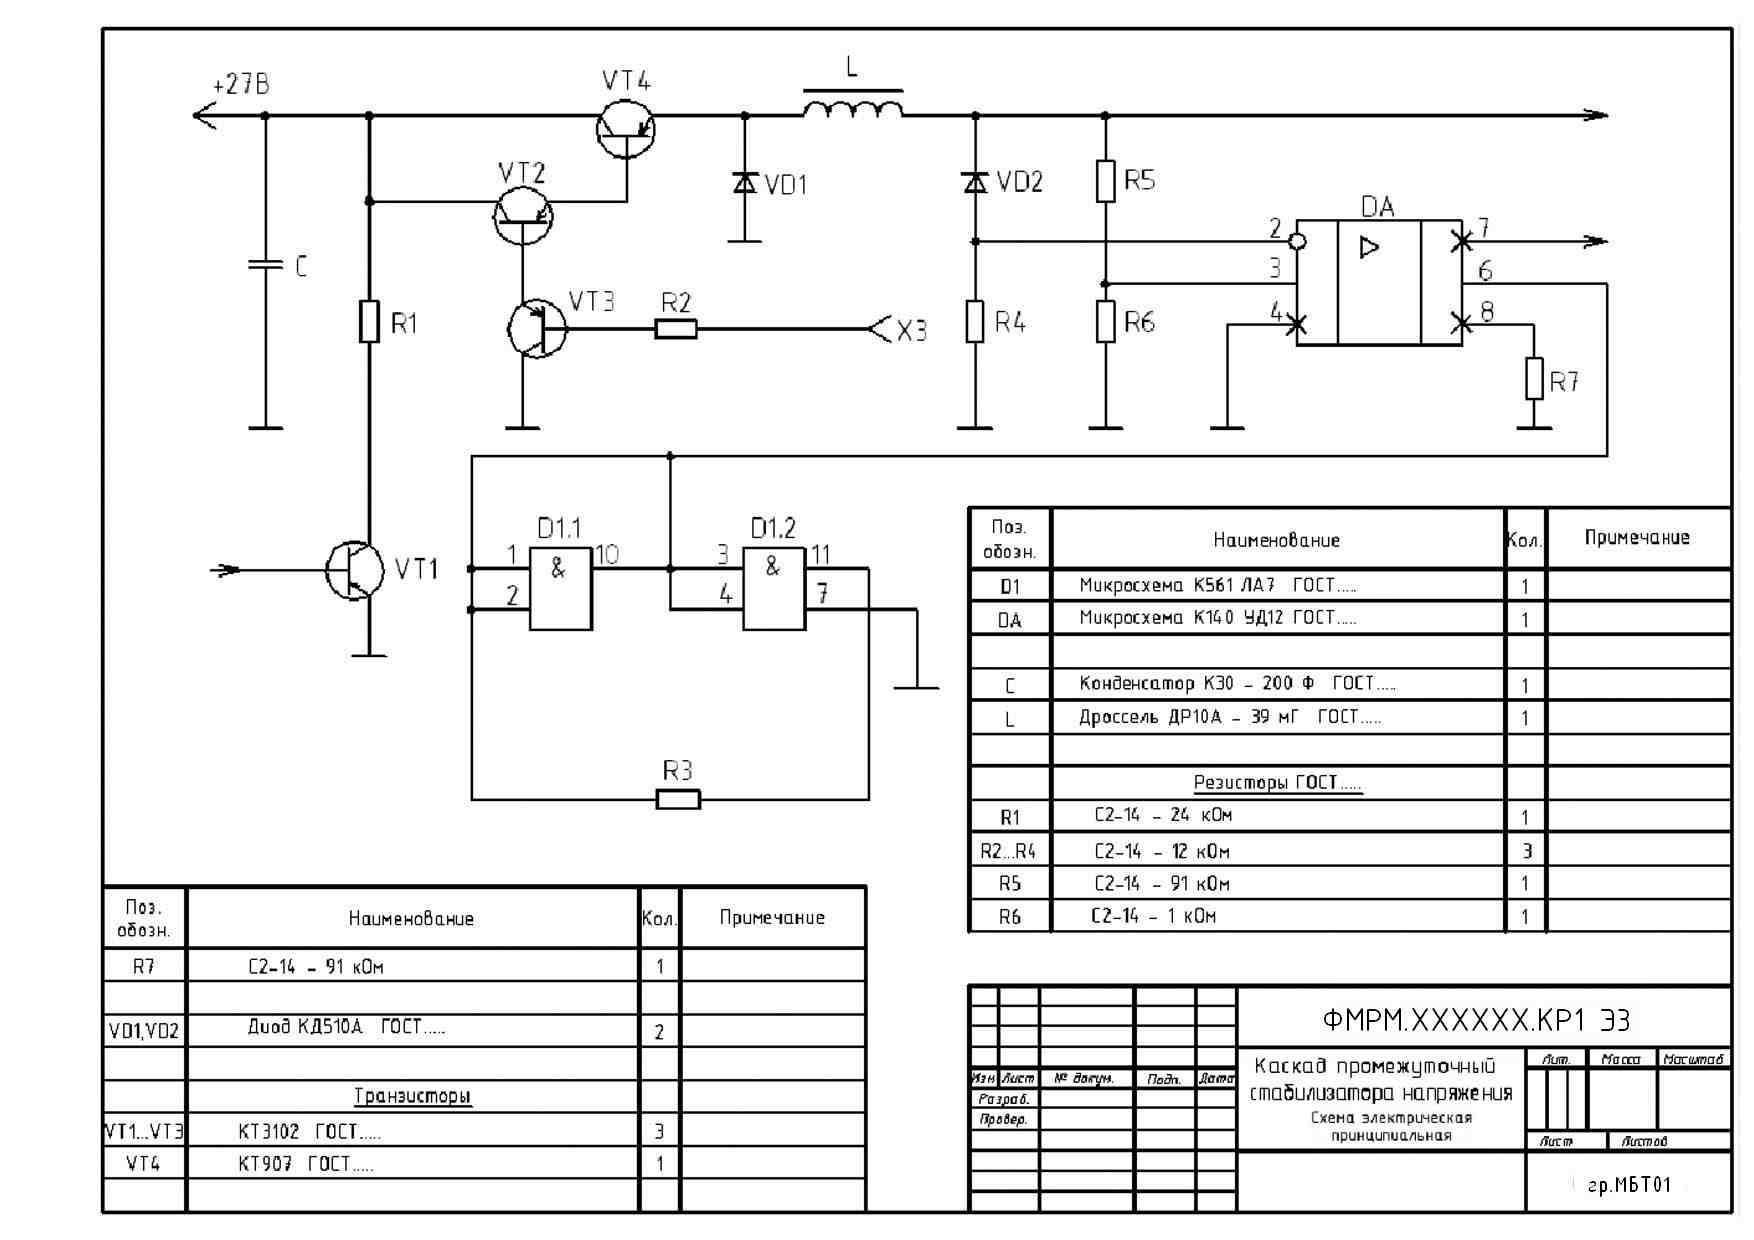 +27В
VT4
L
VT2
VD1
VD2
R5
DA
2
7
3
6
4
8
C
R1
VT3
R2
X3
R4
R6
R7
D1.1
D1.2
1
&
10
3
&
11
2
4
7
VT1
R3
Поз. обозн.
Наименование
Кол.
Примечание
D1 Микросхема К561 ЛА7 ГОСТ..... 1
DA Микросхема К140 УД12 ГОСТ..... 1
C Конденсатор К30 - 200 Ф ГОСТ..... 1
L Дроссель ДР10А - 39 мГ ГОСТ..... 1
Резисторы ГОСТ.....
R1 С2-14 - 24 кОм 1
R2...R4 С2-14 - 12 кОм 3
R5 С2-14 - 91 кОм 1
R6 С2-14 - 1 кОм 1
Поз. обозн.
Наименование
Кол.
Примечание
R7 С2-14 - 91 кОм 1
VD1,VD2 Диод КД510А ГОСТ..... 2
Транзисторы
VT1...VT3 КТ3102 ГОСТ..... 3
VT4 КТ907 ГОСТ..... 1
ФМРМ.XXXXXX.КР1 Э3
Каскад промежуточный
стабилизатора напряжения
Схема электрическая
принципиальная
Лит. Масса Масштаб
Изм Лист № докум. Подп. Дата
Разраб.
Провер.
Лист Листов
гр.МБТ01